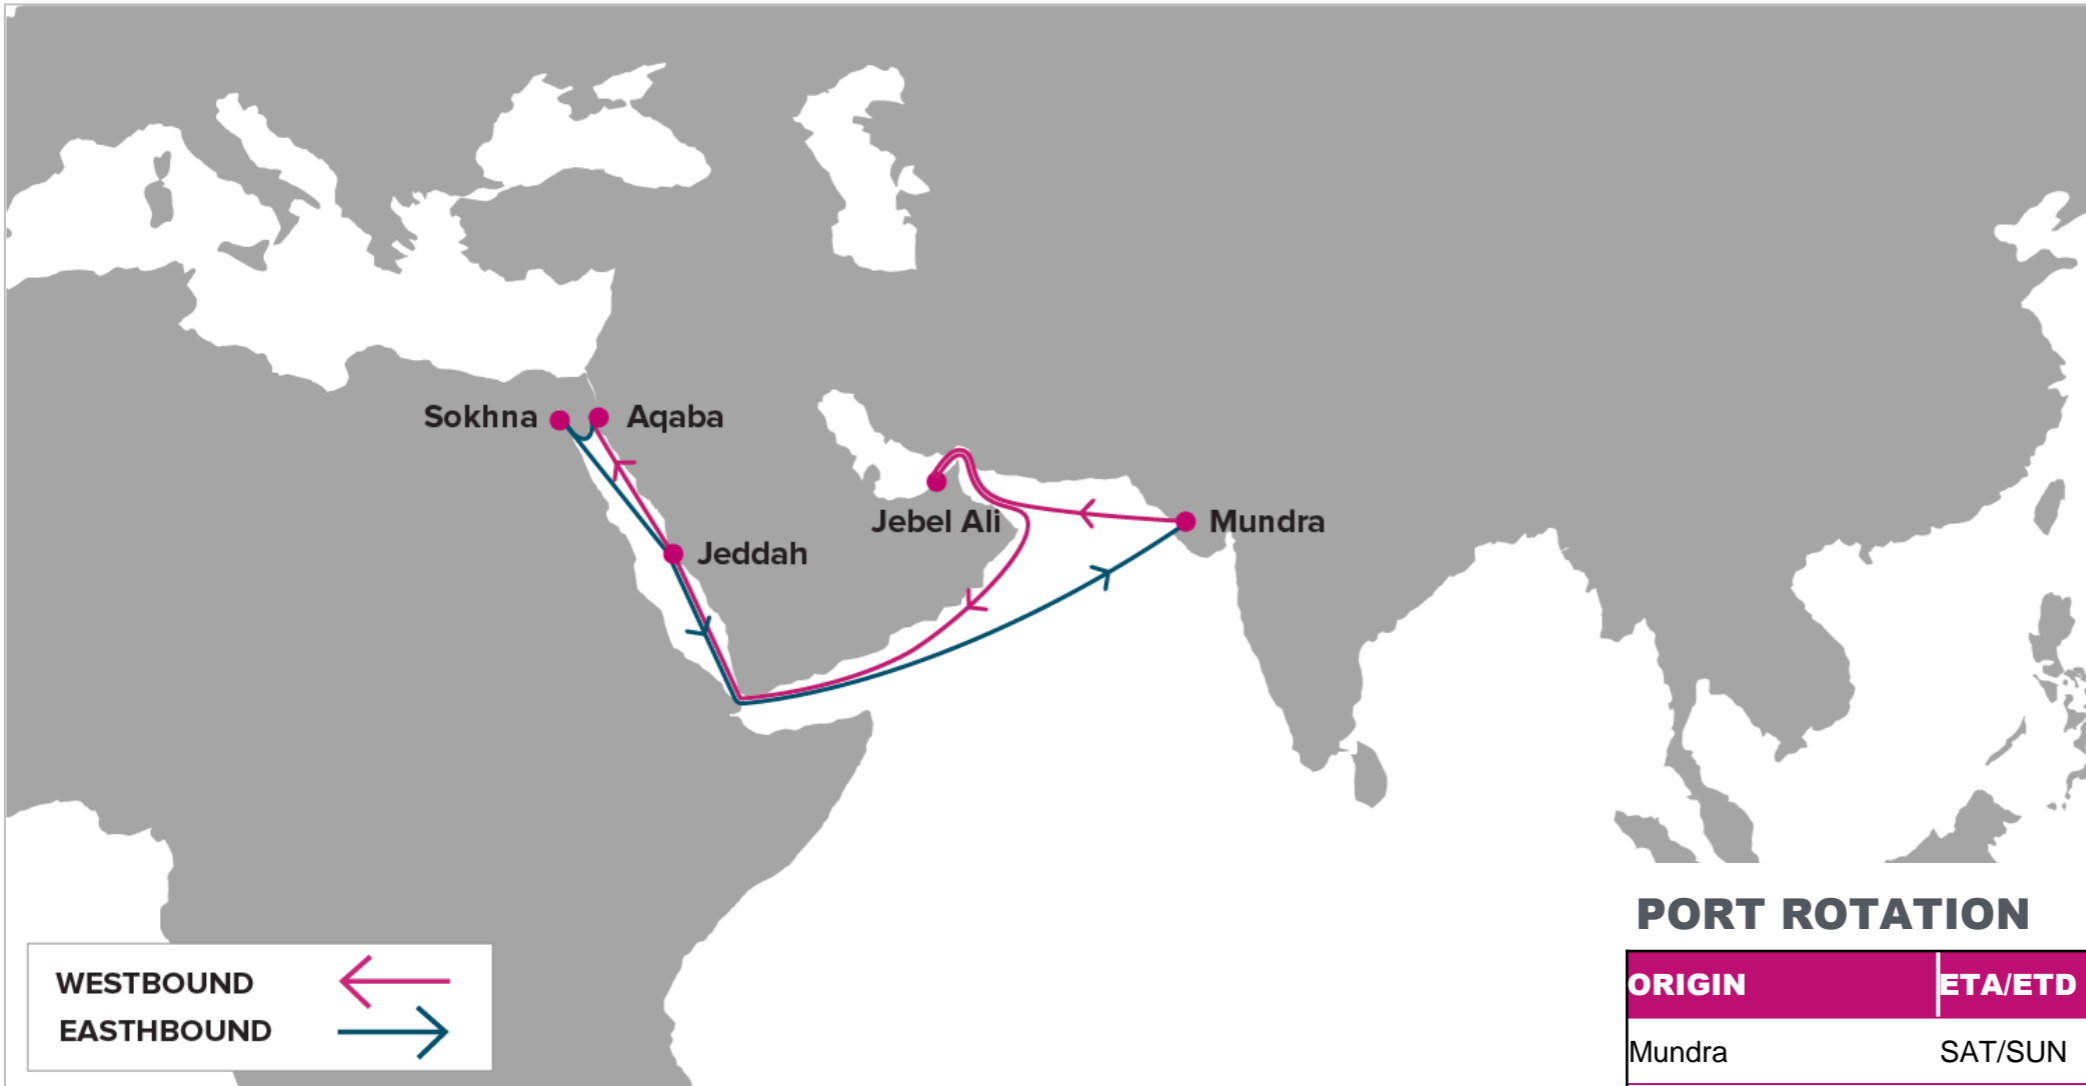 Sokhna
Aqaba
Jebel Ali
Mundra
Jeddah
PORT ROTATION
ORIGIN ETA/ETD
Mundra SAT/SUN
WESTBOUND
EASTHBOUND